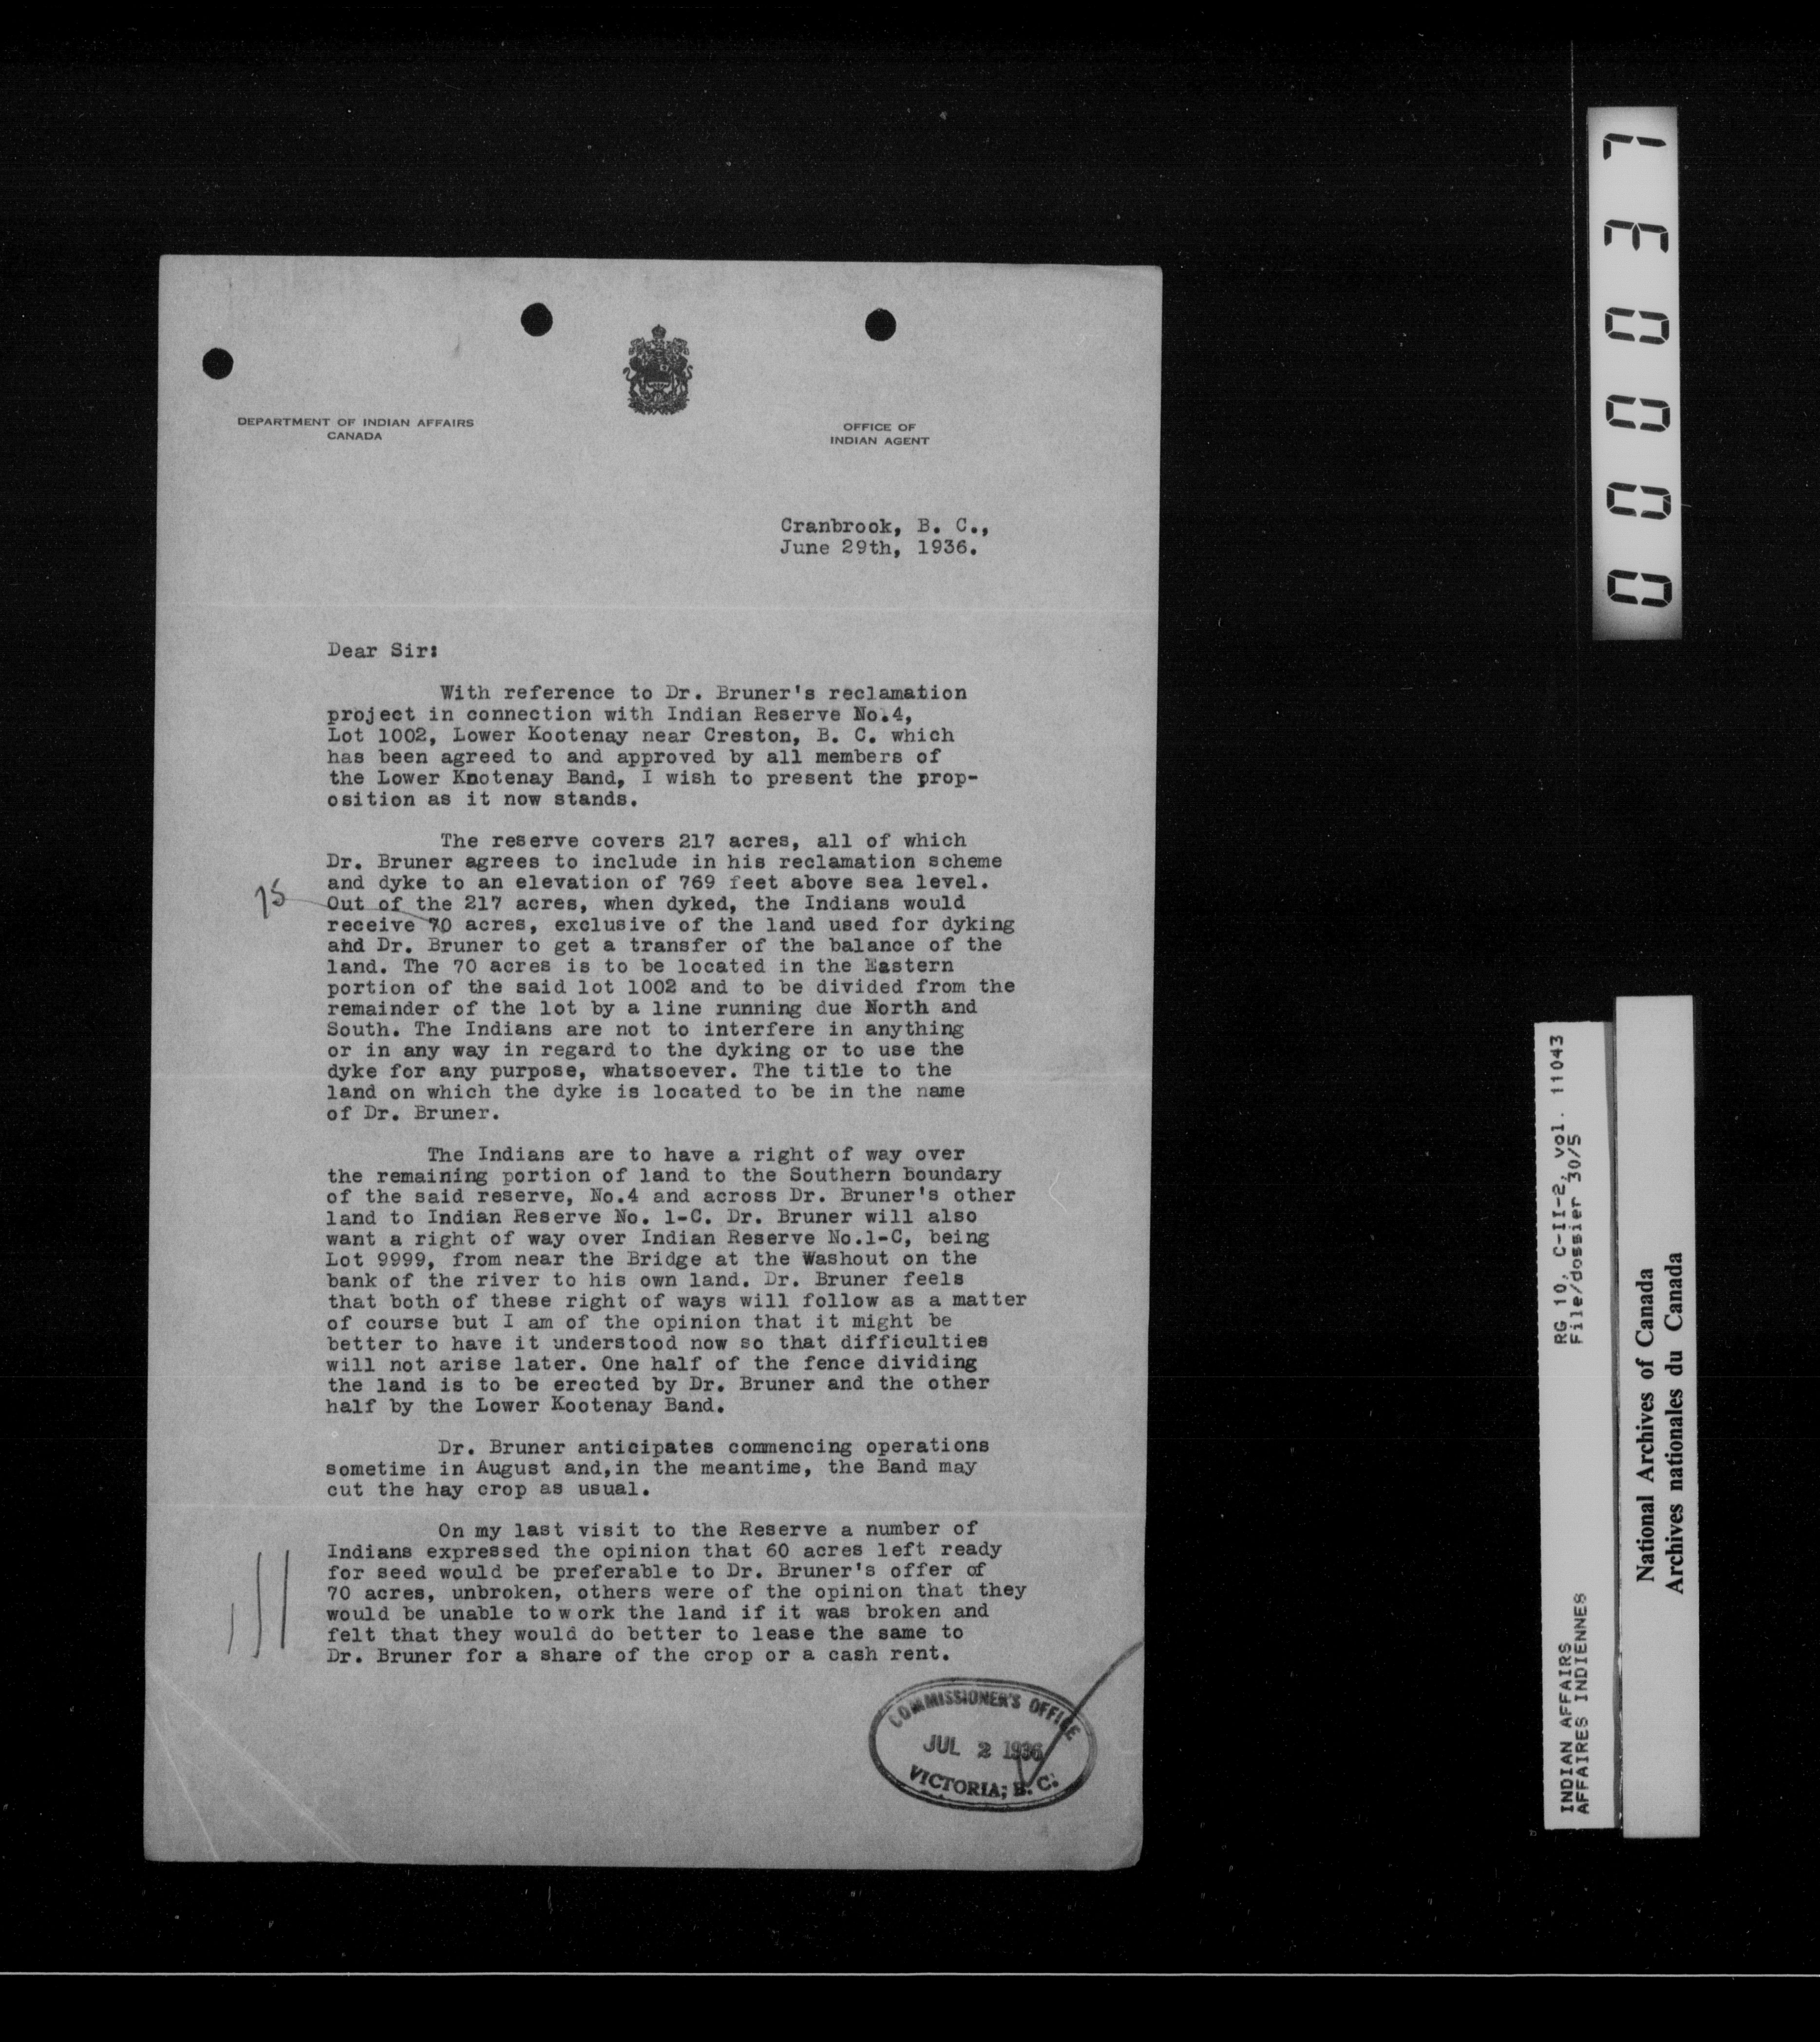 DEPARTMENT OF INDIAN AFFAIRS
CANADA
OFFICE OF
INDIAN AGENT
Cranbrook, B. C.,
June 29th, 1936.
Dear Sir:
With reference to Dr. Bruner's reclamation
project in connection with Indian Reserve No.4,
Lot 1002, Lower Kootenay near Creston, B. C. which
has been agreed to and approved by all members of
the Lower Knotenay Band, I wish to present the prop-
osition as it now stands.
The reserve covers 217 acres, all of which
Dr. Bruner agrees to include in his reclamation scheme
and dyke to an elevation of 769 feet above sea level.
75
Out of the 217 acres, when dyked, the Indians would
receive 70 acres, exclusive of the land used for dyking
and Dr. Bruner to get a transfer of the balance of the
land. The 70 acres is to be located in the Eastern
portion of the said lot 1002 and to be divided from the
remainder of the lot by a line running due North and
South. The Indians are not to interfere in anything
or in any way in regard to the dyking or to use the
dyke for any purpose, whatsoever. The title to the
land on which the dyke is located to be in the name
of Dr. Bruner.
The Indians are to have a right of way over
the remaining portion of land to the Southern boundary
of the said reserve, No.4 and across Dr. Bruner's other
land to Indian Reserve No. 1-C. Dr. Bruner will also
want a right of way over Indian Reserve No.1-C, being
Lot 9999, from near the Bridge at the Washout on the
bank of the river to his own land. Dr. Bruner feels
that both of these right of ways will follow as a matter
of course but I am of the opinion that it might be
better to have it understood now so that difficulties
will not arise later. One half of the fence dividing
the land is to be erected by Dr. Bruner and the other
half by the Lower Kootenay Band.
Dr. Bruner anticipates commencing operations
sometime in August and,in the meantime, the Band may
cut the hay crop as usual.
On my last visit to the Reserve a number of
Indians expressed the opinion that 60 acres left ready
for seed would be preferable to Dr. Bruner's offer of
70 acres, unbroken, others were of the opinion that they
would be unable to work the land if it was broken and
felt that they would do better to lease the same to
Dr. Bruner for a share of the crop or a cash rent.
COMMISSIONER'S OFFICE
JUL 2 1936
VICTORIA, B. C.
000037
RG 10, C-II-2, vol. 11043
File/dossier 30/5
INDIAN AFFAIRS
AFFAIRES INDIENNES
National Archives of Canada
Archives nationales du Canada